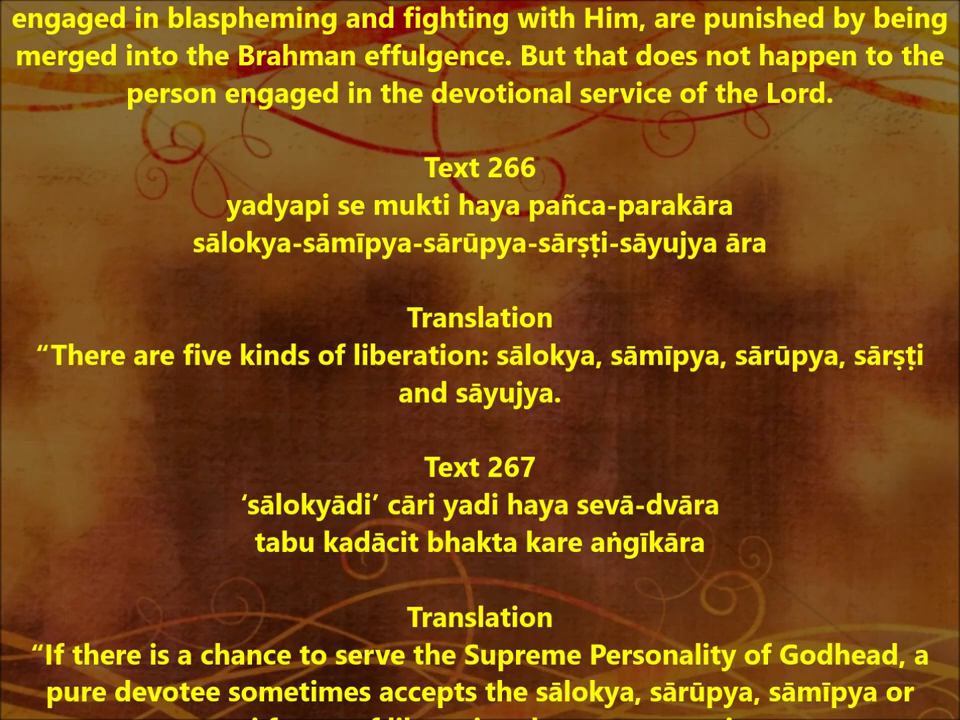 engaged in blaspheming and fighting with Him, are punished by being
merged into the Brahman effulgence. But that does not happen to the
person engaged in the devotional service of the Lord.
Text 266
yadyapi se mukti haya pañca-parakāra
sālokya-sāmīpya-sārūpya-sārṣṭi-sāyujya āra
Translation
“There are five kinds of liberation: sālokya, sāmīpya, sārūpya, sārṣṭi
and sāyujya.
Text 267
‘sālokyādi’ cāri yadi haya sevā-dvāra
tabu kadācit bhakta kare aṅgīkāra
Translation
“If there is a chance to serve the Supreme Personality of Godhead, a
pure devotee sometimes accepts the sālokya, sārūpya, sāmīpya or